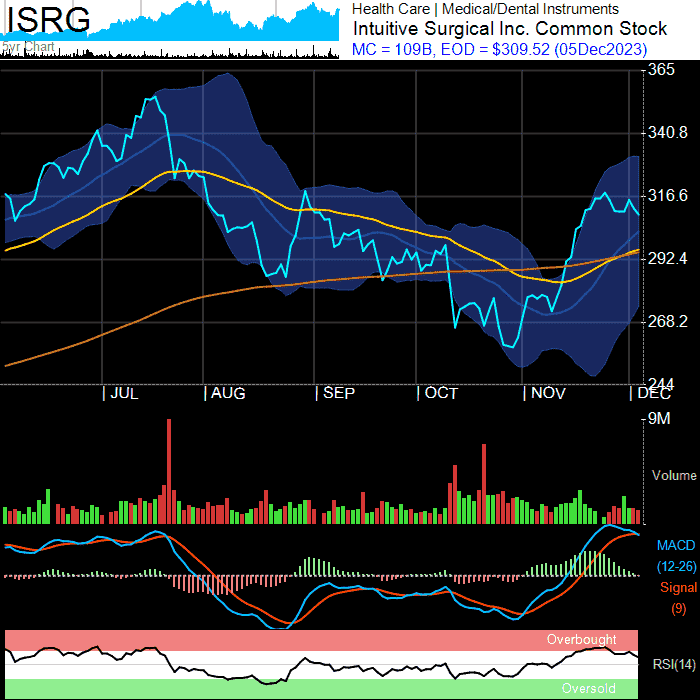 ISRG
5yr Chart
Health Care | Medical/Dental Instruments
Intuitive Surgical Inc. Common Stock
MC = 109B, EOD = $309.52 (05Dec2023)
365
340.8
316.6
292.4
268.2
244
| JUL | AUG | SEP | OCT | NOV | DEC
9M
Volume
MACD
(12-26)
Signal
(9)
Overbought
RSI(14)
Oversold